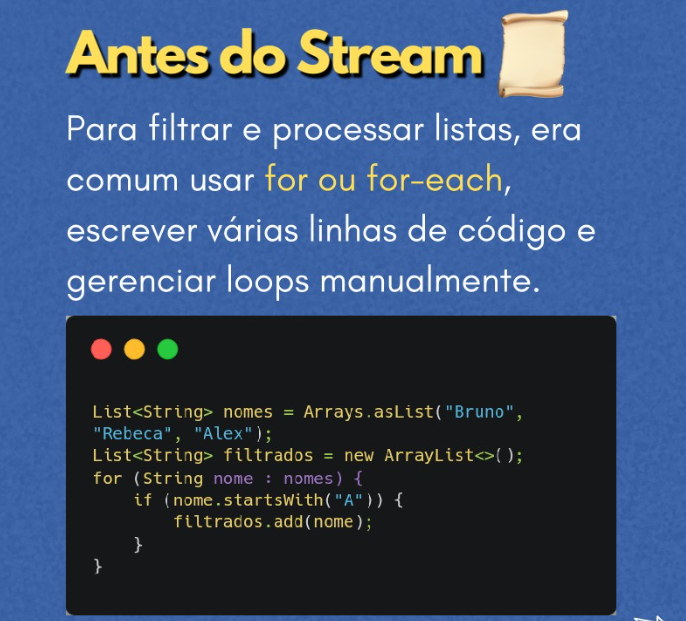 Antes do Stream
Para filtrar e processar listas, era
comum usar for ou for-each,
escrever várias linhas de código e
gerenciar loops manualmente.
List<String> nomes = Arrays.asList("Bruno",
"Rebeca", "Alex");
List<String> filtrados = new ArrayList<>();
for (String nome : nomes) {
    if (nome.startsWith("A")) {
        filtrados.add(nome);
    }
}